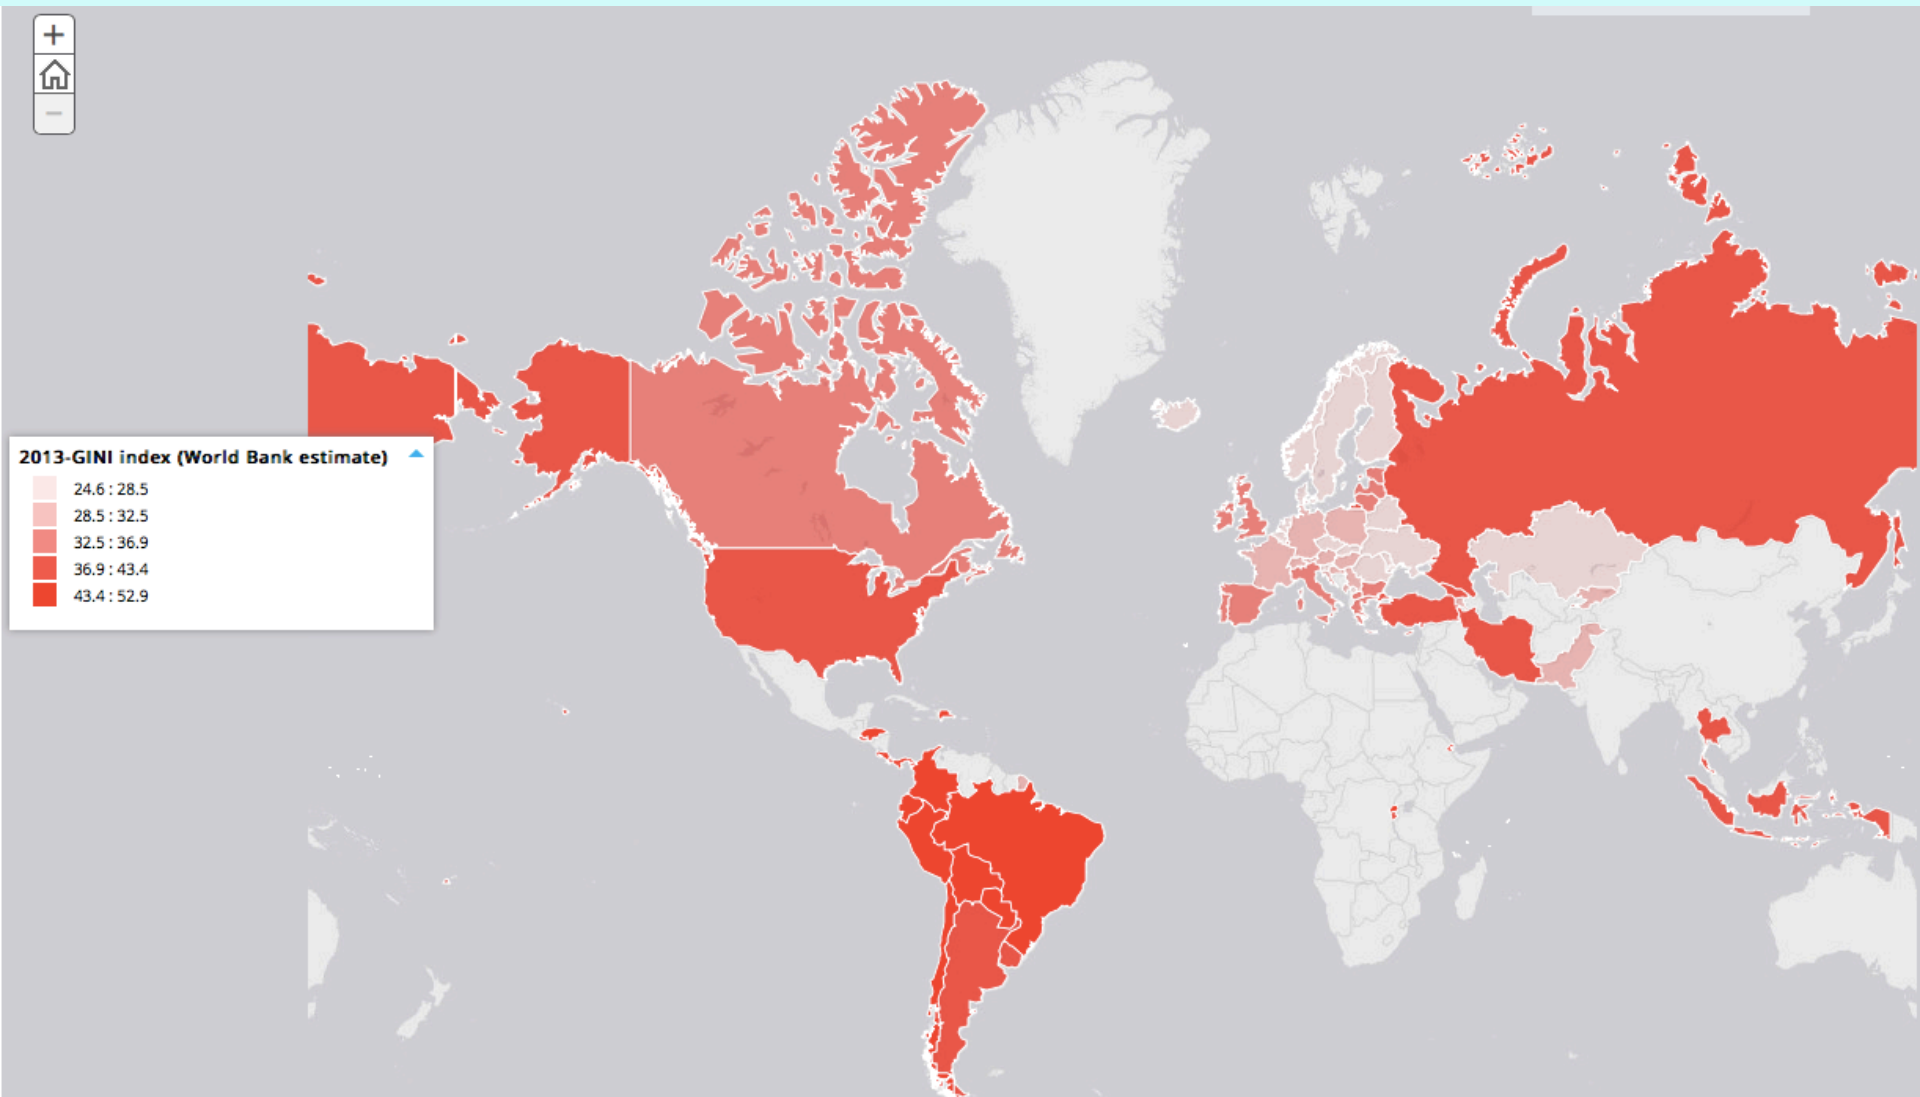 +
−
2013-GINI index (World Bank estimate)
24.6 : 28.5
28.5 : 32.5
32.5 : 36.9
36.9 : 43.4
43.4 : 52.9